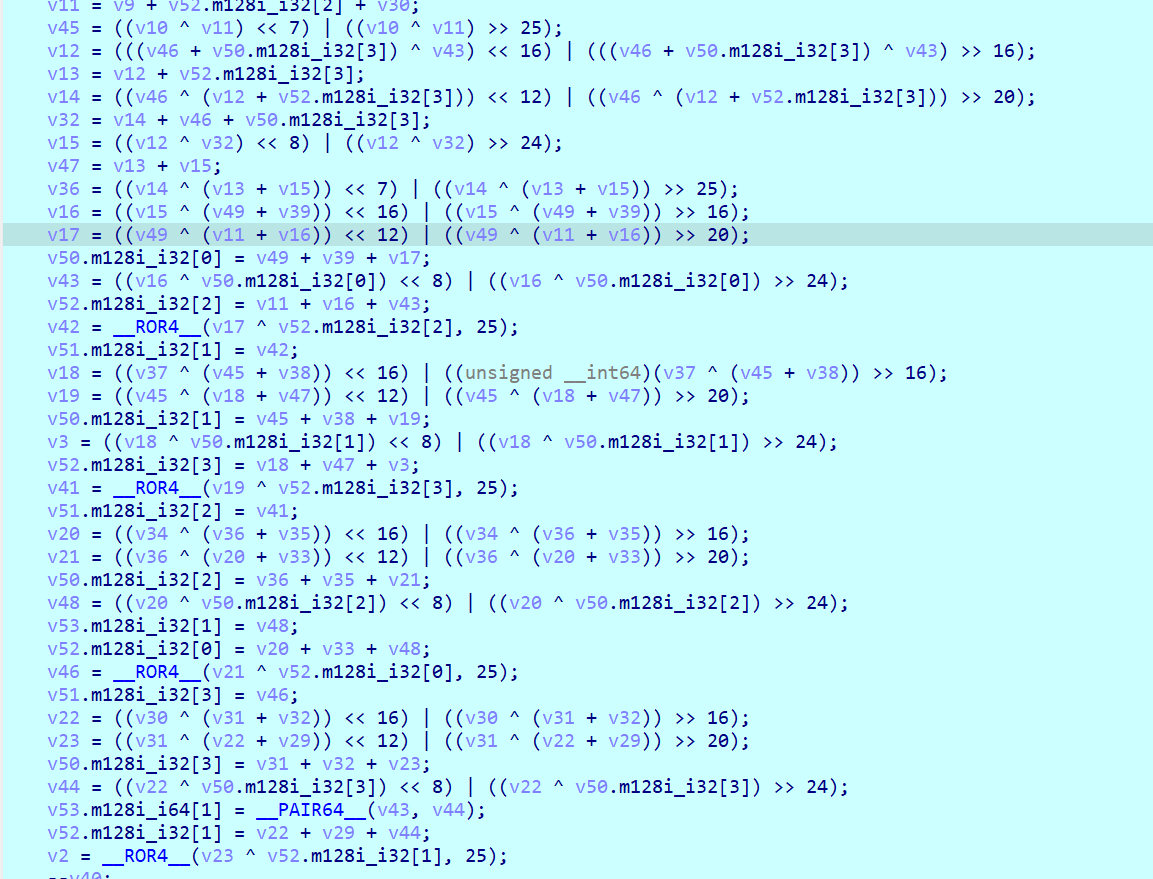 v11 = v9 + v52.m128i_i32[2] + v30;
v45 = ((v10 ^ v11) << 7) | ((v10 ^ v11) >> 25);
v12 = (((v46 + v50.m128i_i32[3]) ^ v43) << 16) | (((v46 + v50.m128i_i32[3]) ^ v43) >> 16);
v13 = v12 + v52.m128i_i32[3];
v14 = ((v46 ^ (v12 + v52.m128i_i32[3])) << 12) | ((v46 ^ (v12 + v52.m128i_i32[3])) >> 20);
v32 = v14 + v46 + v50.m128i_i32[3];
v15 = ((v12 ^ v32) << 8) | ((v12 ^ v32) >> 24);
v47 = v13 + v15;
v36 = ((v14 ^ (v13 + v15)) << 7) | ((v14 ^ (v13 + v15)) >> 25);
v16 = ((v15 ^ (v49 + v39)) << 16) | ((v15 ^ (v49 + v39)) >> 16);
v17 = ((v49 ^ (v11 + v16)) << 12) | ((v49 ^ (v11 + v16)) >> 20);
v50.m128i_i32[0] = v49 + v39 + v17;
v43 = ((v16 ^ v50.m128i_i32[0]) << 8) | ((v16 ^ v50.m128i_i32[0]) >> 24);
v52.m128i_i32[2] = v11 + v16 + v43;
v42 = __ROR4__(v17 ^ v52.m128i_i32[2], 25);
v51.m128i_i32[1] = v42;
v18 = ((v37 ^ (v45 + v38)) << 16) | ((unsigned __int64)(v37 ^ (v45 + v38)) >> 16);
v19 = ((v45 ^ (v18 + v47)) << 12) | ((v45 ^ (v18 + v47)) >> 20);
v50.m128i_i32[1] = v45 + v38 + v19;
v3 = ((v18 ^ v50.m128i_i32[1]) << 8) | ((v18 ^ v50.m128i_i32[1]) >> 24);
v52.m128i_i32[3] = v18 + v47 + v3;
v41 = __ROR4__(v19 ^ v52.m128i_i32[3], 25);
v51.m128i_i32[2] = v41;
v20 = ((v34 ^ (v36 + v35)) << 16) | ((v34 ^ (v36 + v35)) >> 16);
v21 = ((v36 ^ (v20 + v33)) << 12) | ((v36 ^ (v20 + v33)) >> 20);
v50.m128i_i32[2] = v36 + v35 + v21;
v48 = ((v20 ^ v50.m128i_i32[2]) << 8) | ((v20 ^ v50.m128i_i32[2]) >> 24);
v53.m128i_i32[1] = v48;
v52.m128i_i32[0] = v20 + v33 + v48;
v46 = __ROR4__(v21 ^ v52.m128i_i32[0], 25);
v51.m128i_i32[3] = v46;
v22 = ((v30 ^ (v31 + v32)) << 16) | ((v30 ^ (v31 + v32)) >> 16);
v23 = ((v31 ^ (v22 + v29)) << 12) | ((v31 ^ (v22 + v29)) >> 20);
v50.m128i_i32[3] = v31 + v32 + v23;
v44 = ((v22 ^ v50.m128i_i32[3]) << 8) | ((v22 ^ v50.m128i_i32[3]) >> 24);
v53.m128i_i64[1] = __PAIR64__(v43, v44);
v52.m128i_i32[1] = v22 + v29 + v44;
v2 = __ROR4__(v23 ^ v52.m128i_i32[1], 25);
--v40;